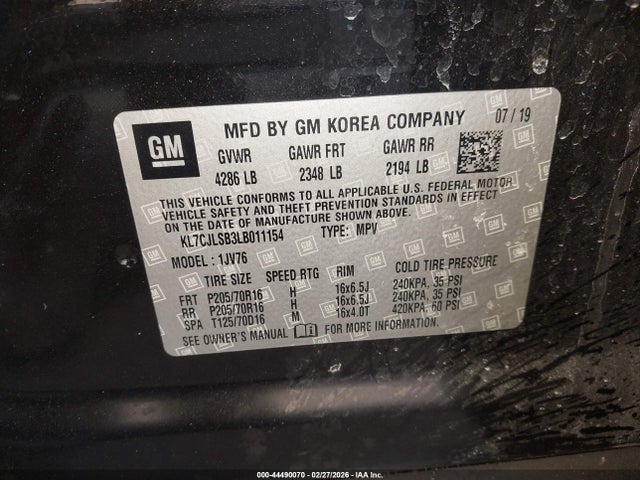 GM
MFD BY GM KOREA COMPANY 07 / 19
GVWR GAWR FRT GAWR RR
4286 LB 2348 LB 2194 LB
THIS VEHICLE CONFORMS TO ALL APPLICABLE U.S. FEDERAL MOTOR
VEHICLE SAFETY AND THEFT PREVENTION STANDARDS IN EFFECT
ON THE DATE OF MANUFACTURE SHOWN ABOVE.
KL7CJLSB3LB011154 TYPE: MPV
MODEL : 1JV76
TIRE SIZE SPEED RTG RIM COLD TIRE PRESSURE
FRT P205/70R16 H 16x6.5J 240KPA, 35 PSI
RR P205/70R16 H 16x6.5J 240KPA, 35 PSI
SPA T125/70D16 M 16x4.0T 420KPA, 60 PSI
SEE OWNER'S MANUAL FOR ADDITIONAL INFORMATION
000-44490070 - 02/27/2026 - IAA Inc.